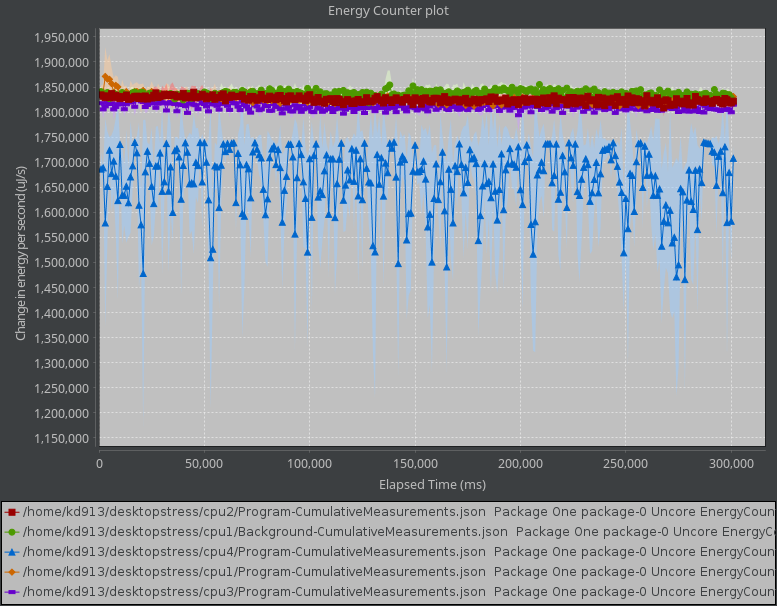 Energy Counter plot
Change in energy per second (uJ/s)
1,950,000
1,900,000
1,850,000
1,800,000
1,750,000
1,700,000
1,650,000
1,600,000
1,550,000
1,500,000
1,450,000
1,400,000
1,350,000
1,300,000
1,250,000
1,200,000
1,150,000
0 50,000 100,000 150,000 200,000 250,000 300,000
Elapsed Time (ms)
/home/kd913/desktopstress/cpu2/Program-CumulativeMeasurements.json Package One package-0 Uncore EnergyCoun
/home/kd913/desktopstress/cpu1/Background-CumulativeMeasurements.json Package One package-0 Uncore EnergyC
/home/kd913/desktopstress/cpu4/Program-CumulativeMeasurements.json Package One package-0 Uncore EnergyCoun
/home/kd913/desktopstress/cpu1/Program-CumulativeMeasurements.json Package One package-0 Uncore EnergyCoun
/home/kd913/desktopstress/cpu3/Program-CumulativeMeasurements.json Package One package-0 Uncore EnergyCoun